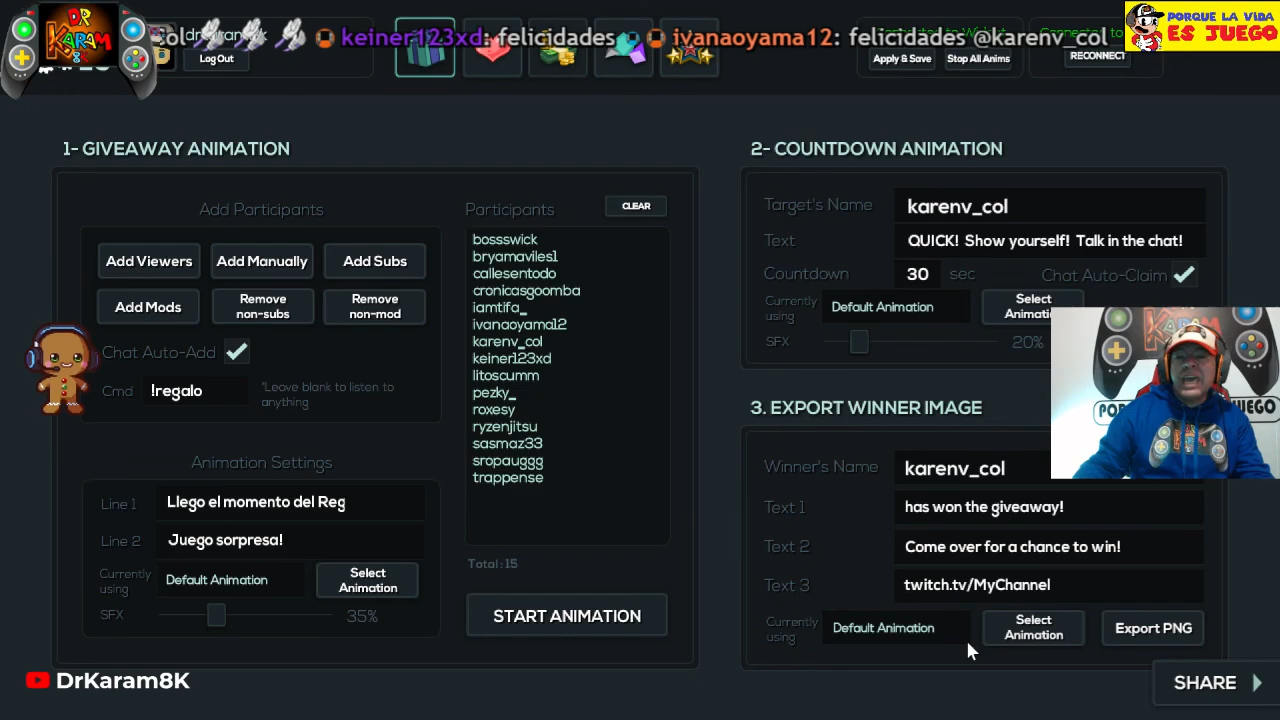 DR
KARAM
8K
col keiner123xd: felicidades ivanaoyama12: felicidades @karenv_col
PORQUE LA VIDA
ES JUEGO
Log Out
Apply & Save
Stop All Anims
RECONNECT
1- GIVEAWAY ANIMATION
Add Participants
Add Viewers
Add Manually
Add Subs
Add Mods
Remove
non-subs
Remove
non-mod
Chat Auto-Add
Cmd
!regalo
*Leave blank to listen to
anything
Animation Settings
Line 1
Llego el momento del Reg
Line 2
Juego sorpresa!
Currently
using
Default Animation
Select
Animation
SFX
35%
Participants
CLEAR
bossswick
bryamaviles1
callesentodo
cronicasgoomba
iamtifa_
ivanaoyama12
karenv_col
keiner123xd
litoscumm
pezky_
roxesy
ryzenjitsu
sasmaz33
sropauggg
trappense
Total: 15
START ANIMATION
2- COUNTDOWN ANIMATION
Target's Name
karenv_col
Text
QUICK! Show yourself! Talk in the chat!
Countdown
30
sec
Chat Auto-Claim
Currently
using
Default Animation
Select
SFX
20%
3. EXPORT WINNER IMAGE
Winner's Name
karenv_col
Text 1
has won the giveaway!
Text 2
Come over for a chance to win!
Text 3
twitch.tv/MyChannel
Currently
using
Default Animation
Select
Animation
Export PNG
SHARE
DrKaram8K